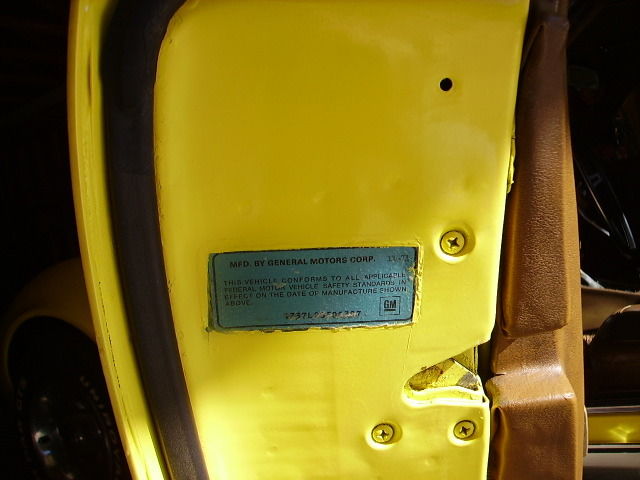 MFD. BY GENERAL MOTORS CORP.
THIS VEHICLE CONFORMS TO ALL APPLICABLE
FEDERAL MOTOR VEHICLE SAFETY STANDARDS IN
EFFECT ON THE DATE OF MANUFACTURE SHOWN
ABOVE.
GM